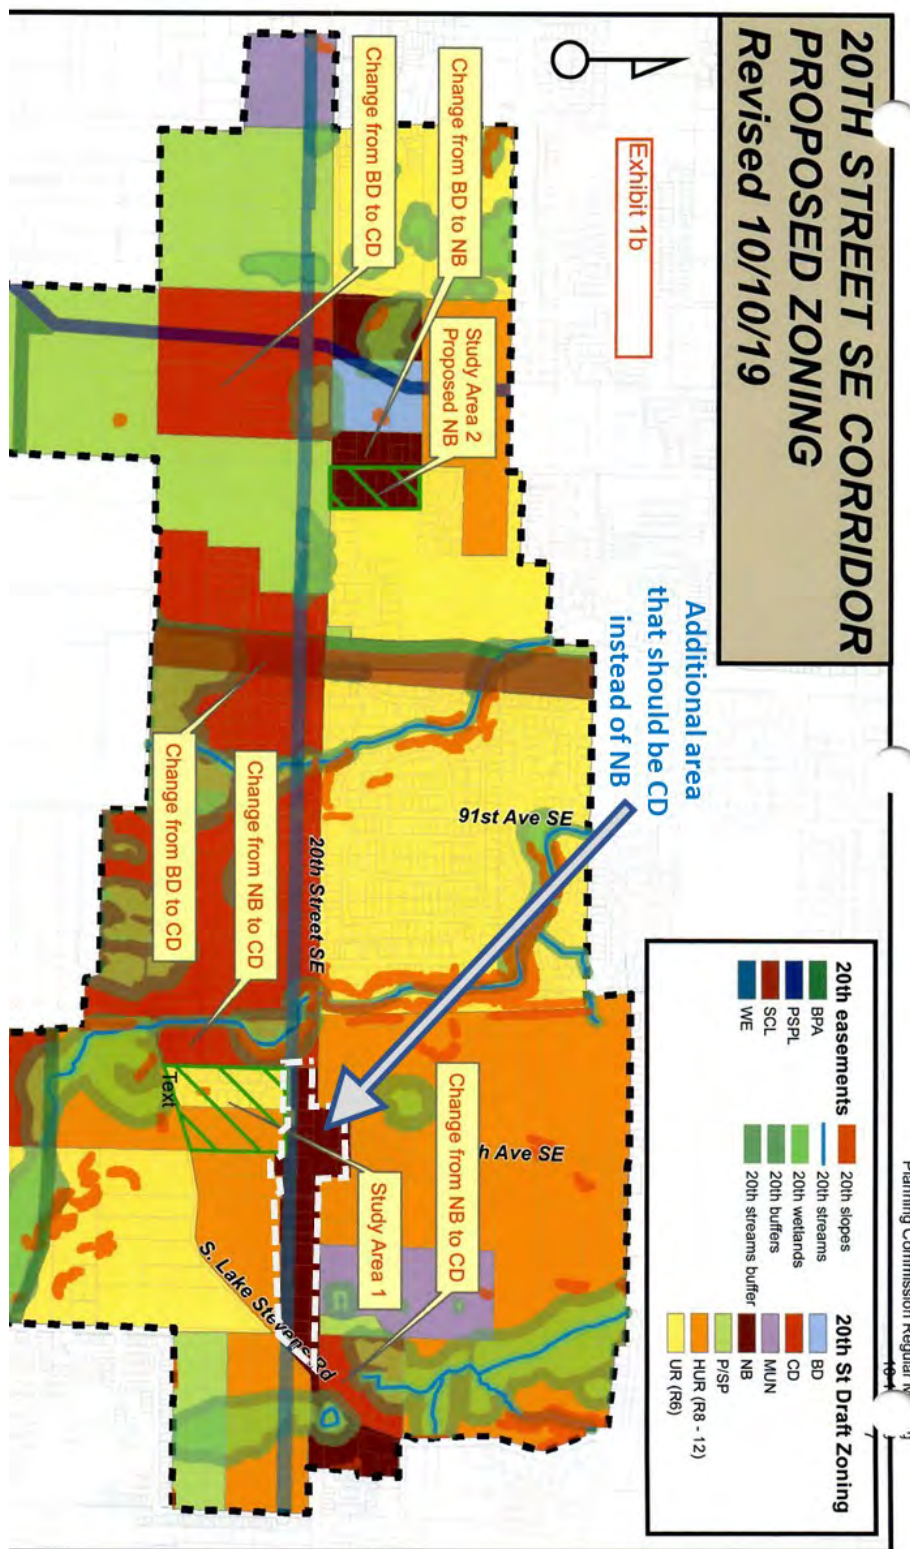 20TH STREET SE CORRIDOR
PROPOSED ZONING
Revised 10/10/19
Exhibit 1b
Change from BD to CD
Change from BD to NB
Study Area 2
Proposed NB
Additional area
that should be CD
instead of NB
91st Ave SE
20th Street SE
Change from BD to CD
Change from NB to CD
Change from NB to CD
h Ave SE
Study Area 1
Text
S. Lake Stevens Rd
20th easements
BPA
PSPL
SCL
WE
20th slopes
20th streams
20th wetlands
20th buffers
20th streams buffer
20th St Draft Zoning
BD
CD
MUN
NB
P/SP
HUR (R8 - 12)
UR (R6)
Planning Commission Regular